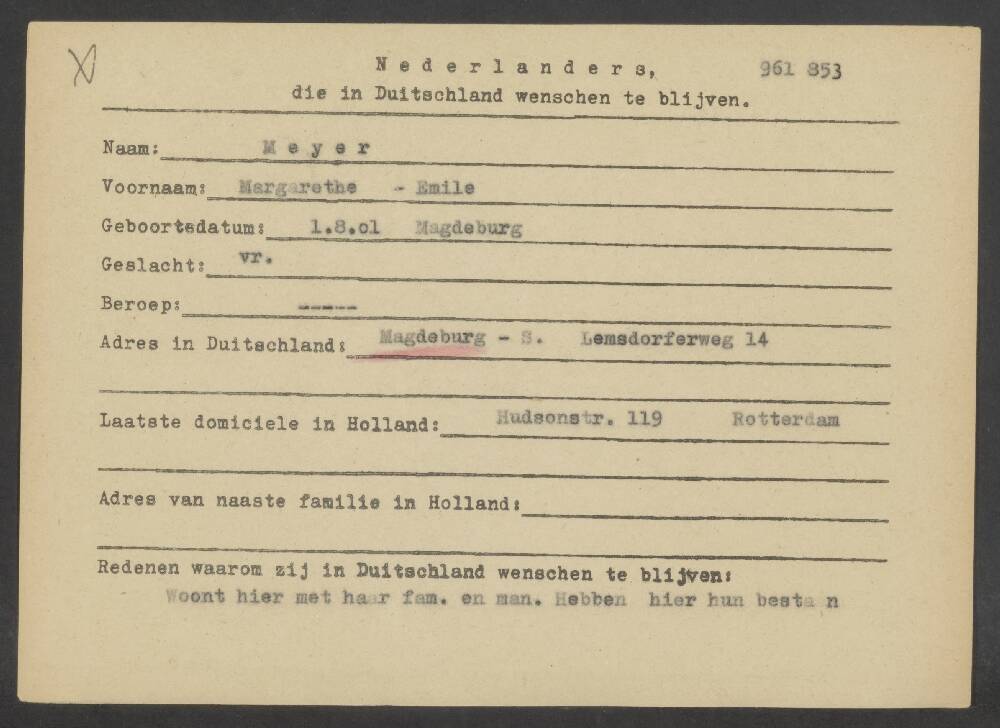 N e d e r l a n d e r s, 961 853
die in Duitschland wenschen te blijven.
Naam: M e y e r
Voornaam: Margarethe - Emile
Geboortedatum: 1.8.01 Magdeburg
Geslacht: vr.
Beroep: -----
Adres in Duitschland: Magdeburg - S. Lemsdorferweg 14
Laatste domiciele in Holland: Hudsonstr. 119 Rotterdam
Adres van naaste familie in Holland:
Redenen waarom zij in Duitschland wenschen te blijven:
Woont hier met haar fam. en man. Hebben hier hun bestaan